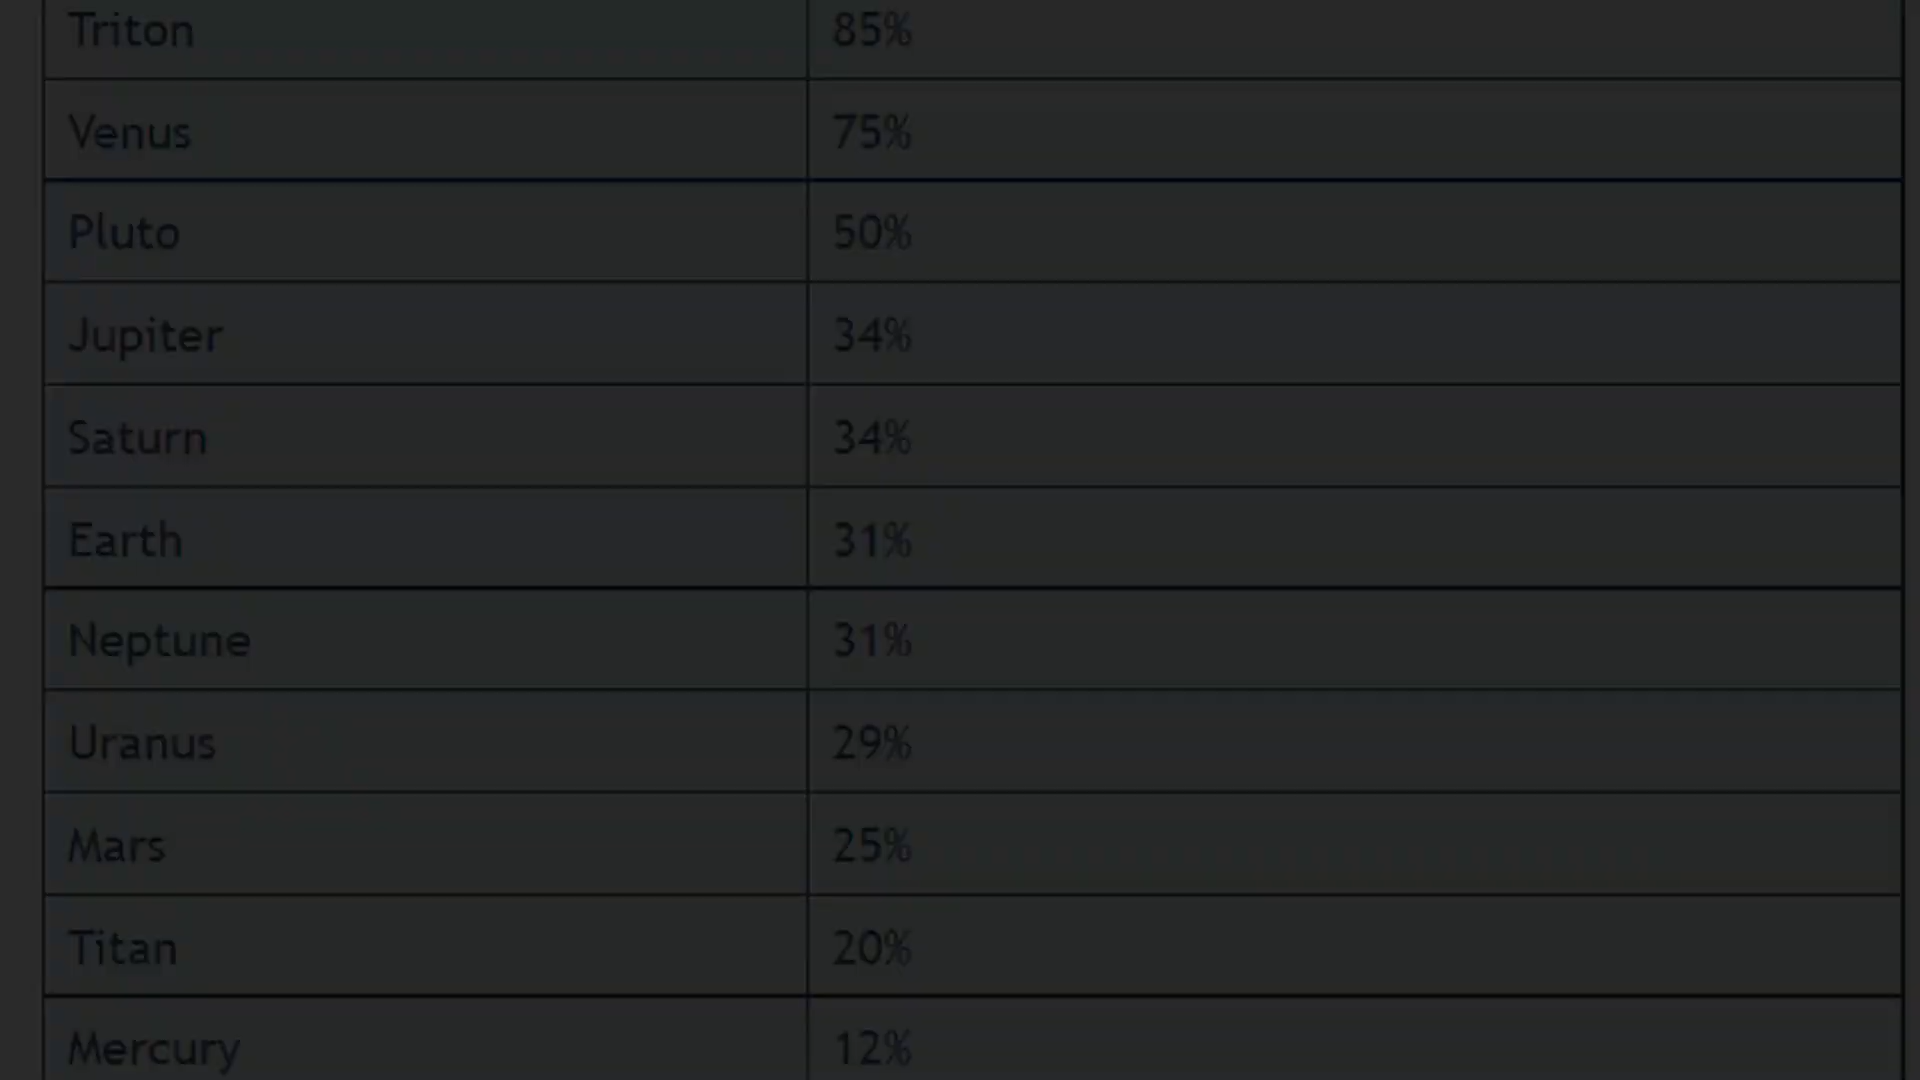 Triton 85%
Venus 75%
Pluto 50%
Jupiter 34%
Saturn 34%
Earth 31%
Neptune 31%
Uranus 29%
Mars 25%
Titan 20%
Mercury 12%